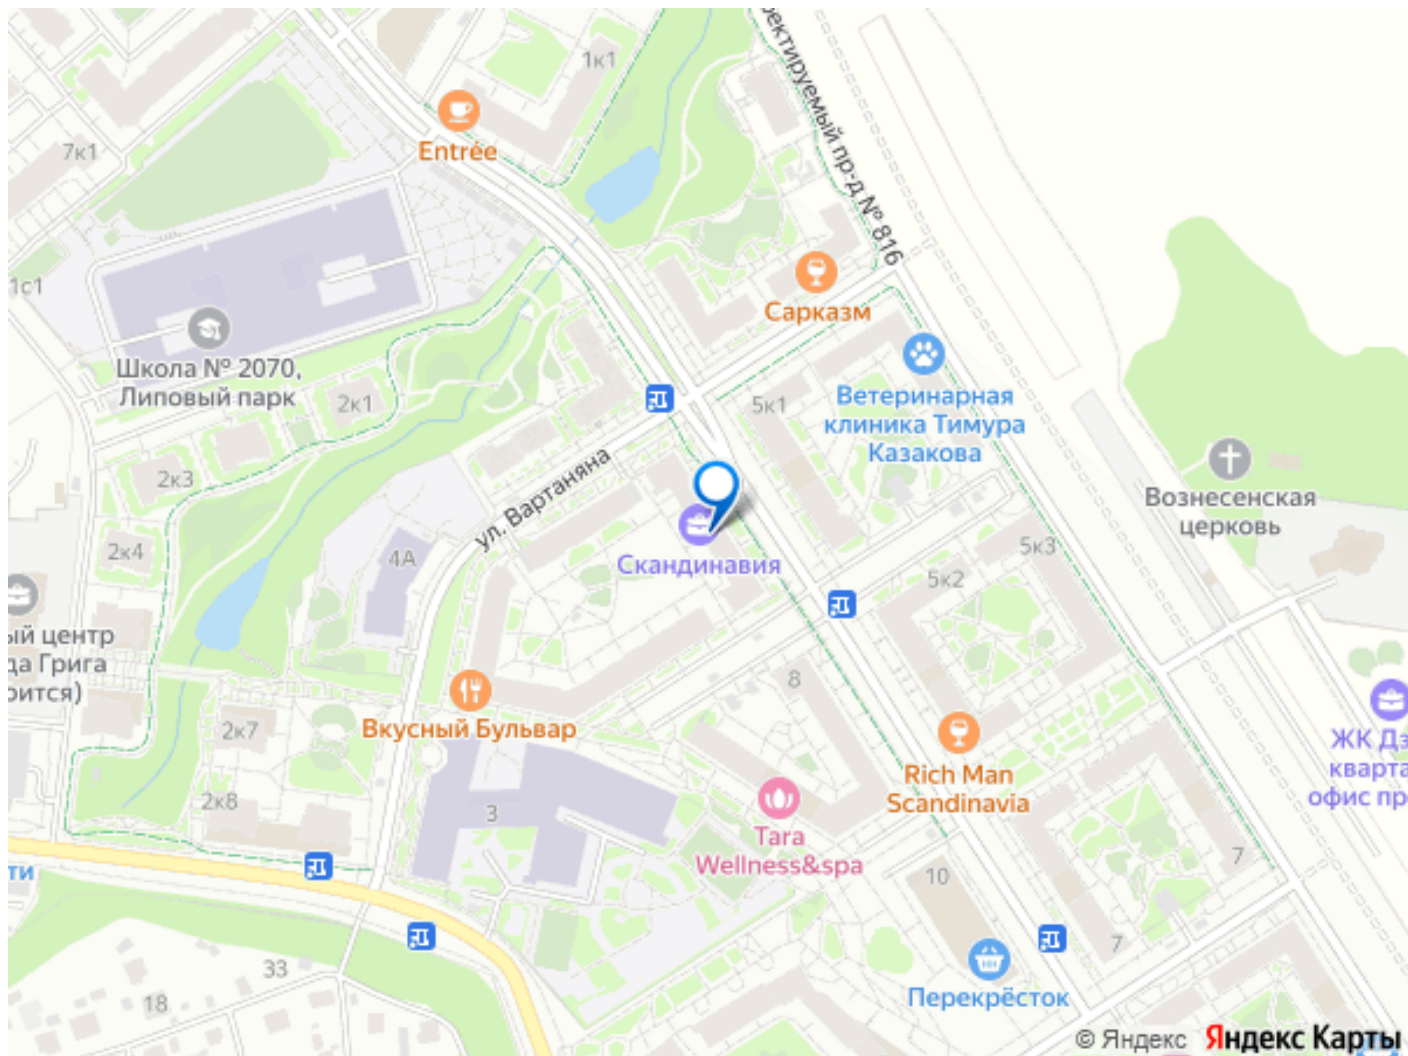 1к1
ректируемый пр-д № 816
Entrée
7к1
1с1
Сарказм
Школа № 2070,
Липовый парк
2к1
5к1
Ветеринарная
клиника Тимура
Казакова
2к3
ул. Вартаняна
Вознесенская
церковь
2к4
4А
Скандинавия
5к3
5к2
ый центр
да Грига
оится)
8
2к7
Вкусный Бульвар
ЖК Дз
кварта
офис пр
Rich Man
Scandinavia
2к8
3
Tara
Wellness&spa
7
ти
10
7
33
18
Перекрёсток
© Яндекс Яндекс Карты